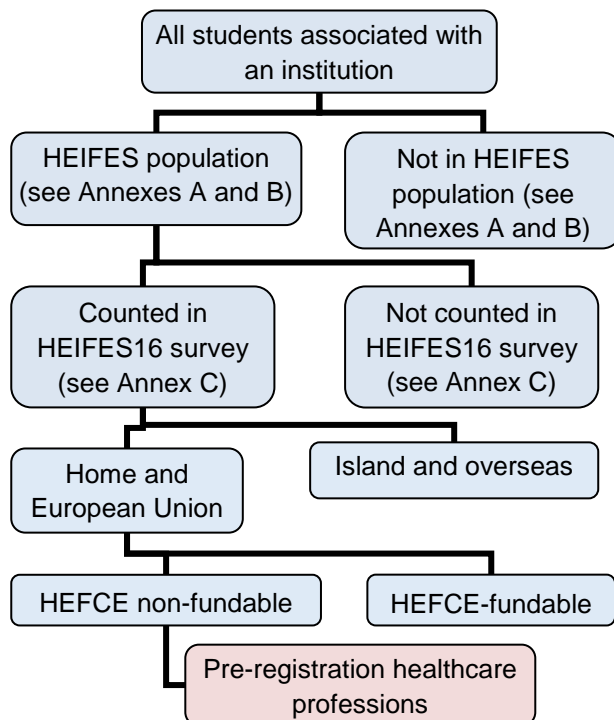 All students associated with
an institution
HEIFES population
(see Annexes A and B)
Not in HEIFES
population (see
Annexes A and B)
Counted in
HEIFES16 survey
(see Annex C)
Not counted in
HEIFES16 survey
(see Annex C)
Home and
European Union
Island and overseas
HEFCE non-fundable
HEFCE-fundable
Pre-registration healthcare
professions